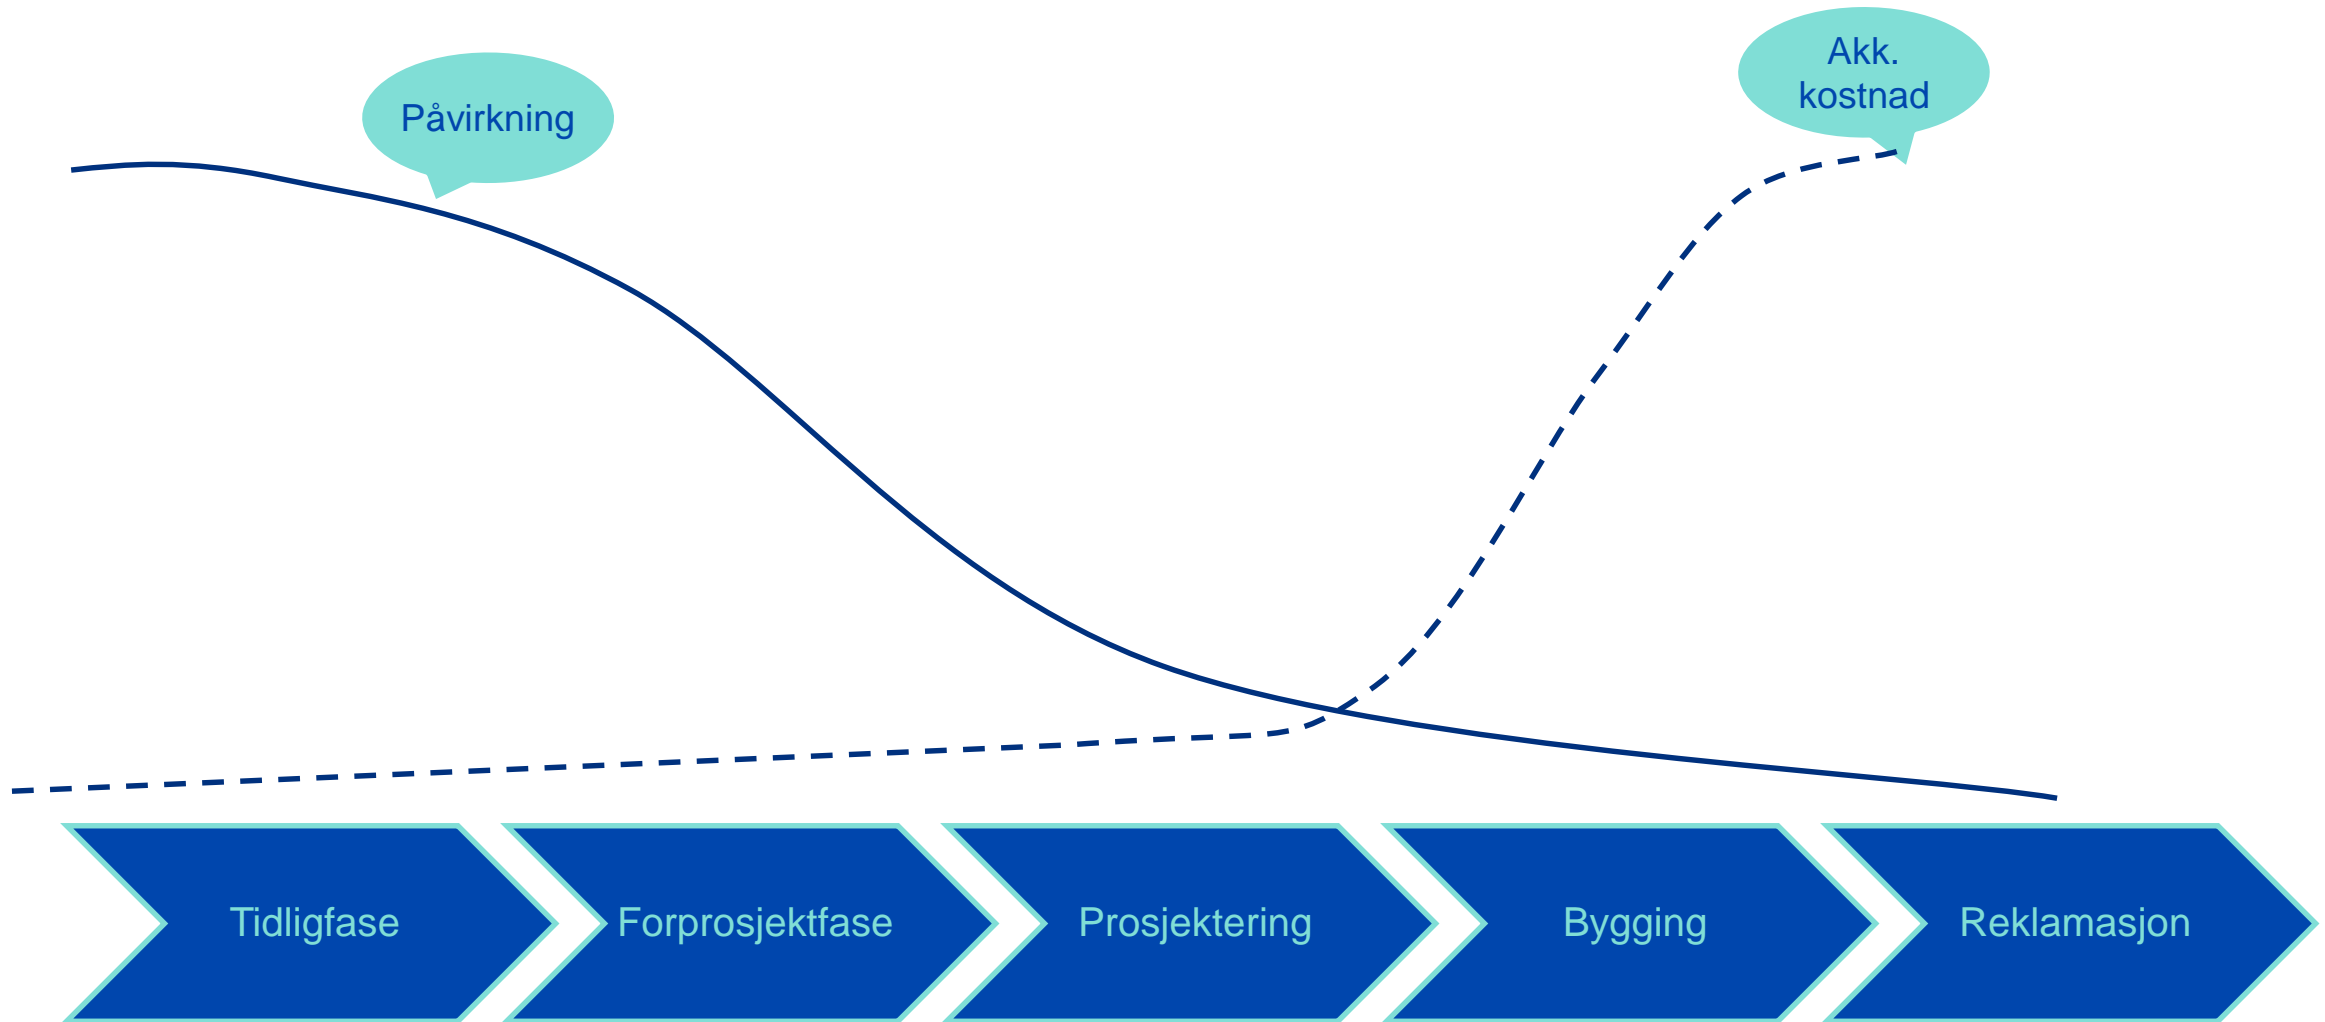 Påvirkning
Akk.
kostnad
Tidligfase
Forprosjektfase
Prosjektering
Bygging
Reklamasjon